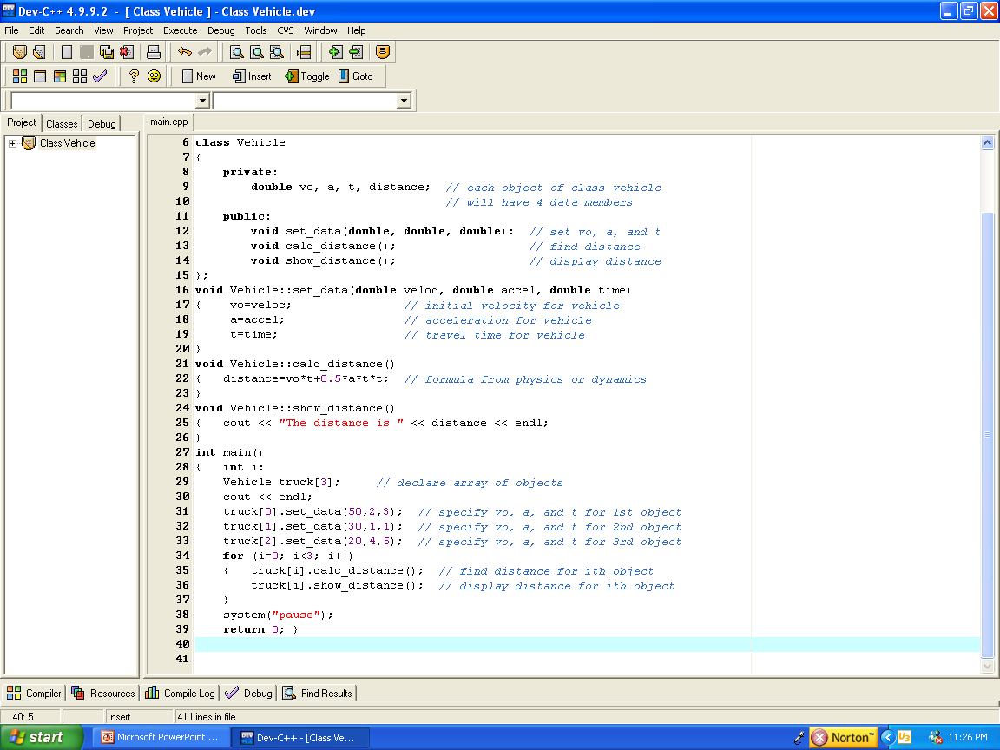 Dev-C++ 4.9.9.2 - [ Class Vehicle ] - Class Vehicle.dev
File Edit Search View Project Execute Debug Tools CVS Window Help
New Insert Toggle Goto
Project Classes Debug main.cpp
Class Vehicle
6 class Vehicle
7 {
8 private:
9 double vo, a, t, distance; // each object of class vehiclc
10 // will have 4 data members
11 public:
12 void set_data(double, double, double); // set vo, a, and t
13 void calc_distance(); // find distance
14 void show_distance(); // display distance
15 };
16 void Vehicle::set_data(double veloc, double accel, double time)
17 { vo=veloc; // initial velocity for vehicle
18 a=accel; // acceleration for vehicle
19 t=time; // travel time for vehicle
20 }
21 void Vehicle::calc_distance()
22 { distance=vo*t+0.5*a*t*t; // formula from physics or dynamics
23 }
24 void Vehicle::show_distance()
25 { cout << "The distance is " << distance << endl;
26 }
27 int main()
28 { int i;
29 Vehicle truck[3]; // declare array of objects
30 cout << endl;
31 truck[0].set_data(50,2,3); // specify vo, a, and t for 1st object
32 truck[1].set_data(30,1,1); // specify vo, a, and t for 2nd object
33 truck[2].set_data(20,4,5); // specify vo, a, and t for 3rd object
34 for (i=0; i<3; i++)
35 { truck[i].calc_distance(); // find distance for ith object
36 truck[i].show_distance(); // display distance for ith object
37 }
38 system("pause");
39 return 0; }
40
41
Compiler Resources Compile Log Debug Find Results
40: 5 Insert 41 Lines in file
start Microsoft PowerPoint ... Dev-C++ - [Class Ve... Norton™ U3 11:26 PM